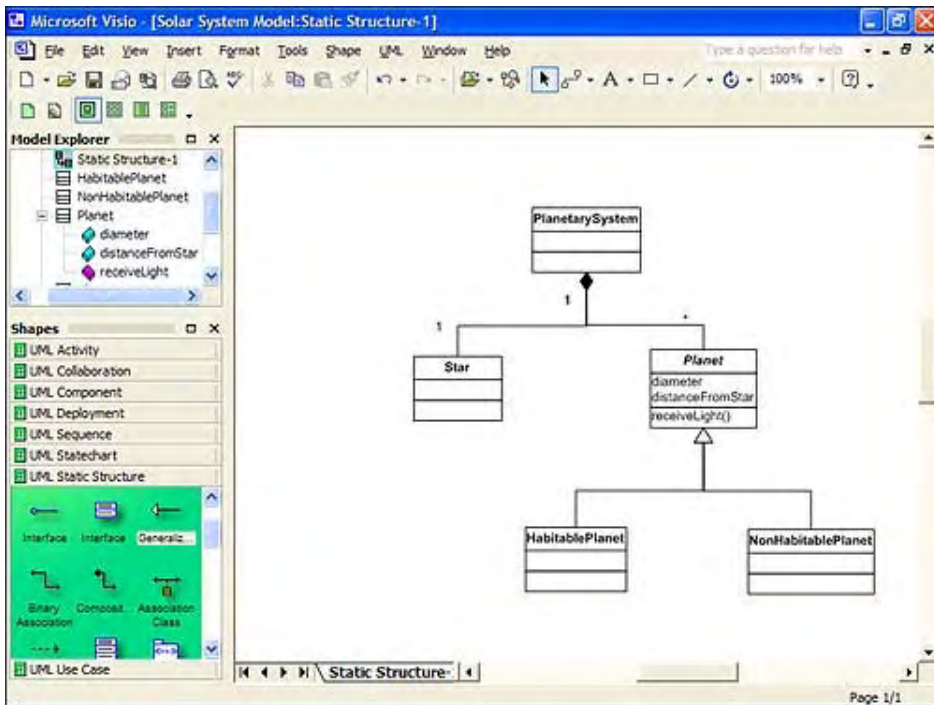 Microsoft Visio - [Solar System Model:Static Structure-1]
File Edit View Insert Format Tools Shape UML Window Help Type a question for help
100%
Model Explorer
Static Structure-1
HabitablePlanet
NonHabitablePlanet
Planet
diameter
distanceFromStar
receiveLight
Shapes
UML Activity
UML Collaboration
UML Component
UML Deployment
UML Sequence
UML Statechart
UML Static Structure
Interface Interface Generaliz...
Binary Association Composit... Association Class
UML Use Case
PlanetarySystem
1
1 *
Star
Planet
diameter
distanceFromStar
receiveLight()
HabitablePlanet
NonHabitablePlanet
Static Structure-
Page 1/1